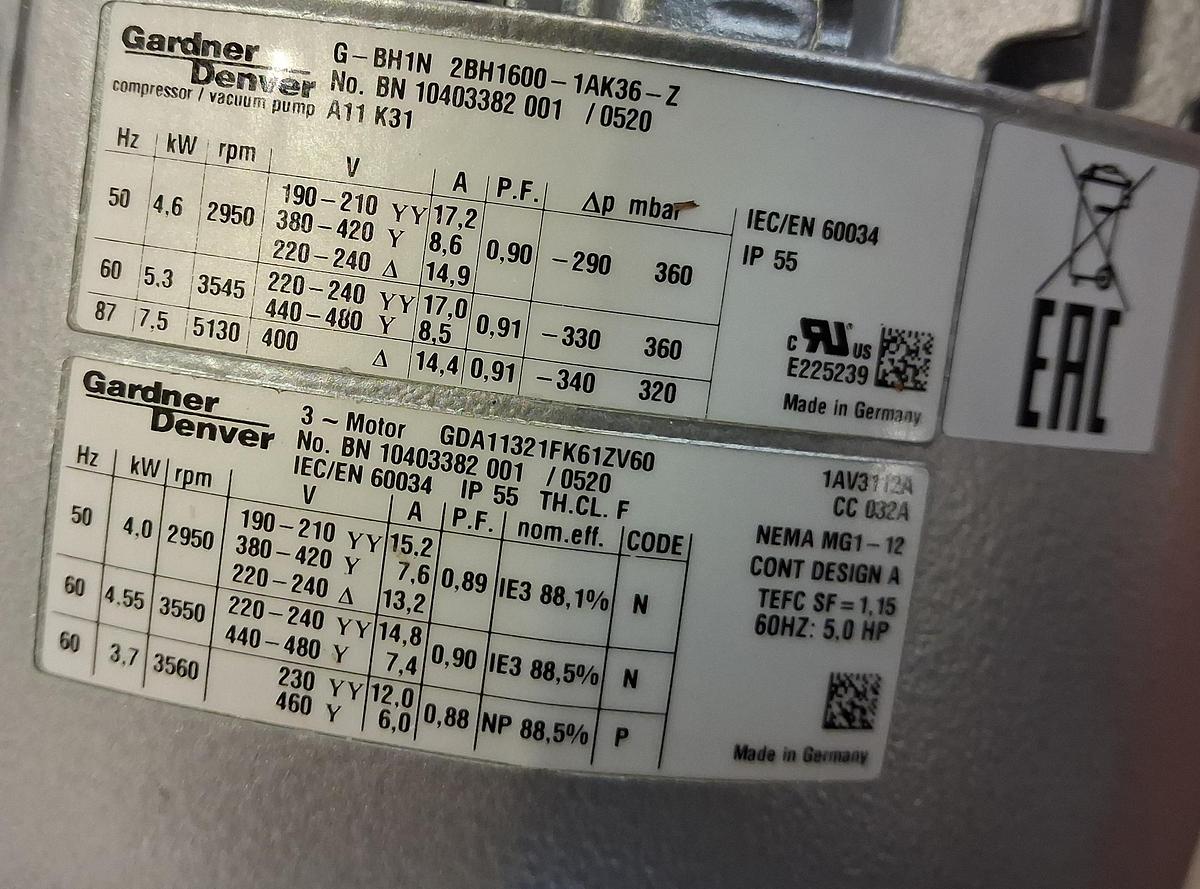 Gardner
Denver
compressor / vacuum pump
G-BH1N 2BH1600-1AK36-Z
No. BN 10403382 001 /0520
A11 K31
Hz kW rpm V A P.F. Δp mbar
50 4,6 2950 190-210 YY 17,2 0,90 -290 360
380-420 Y 8,6
220-240 Δ 14,9
60 5,3 3545 220-240 YY 17,0 0,91 -330 360
440-480 Y 8,5
87 7,5 5130 400 Δ 14,4 0,91 -340 320
IEC/EN 60034
IP 55
c RU US
E225239
Made in Germany
EAC
Gardner
Denver
3~Motor GDA11321FK61ZV60
No. BN 10403382 001 /0520
IEC/EN 60034 IP 55 TH.CL. F
Hz kW rpm V A P.F. nom.eff. CODE
50 4,0 2950 190-210 YY 15.2 0,89 IE3 88,1% N
380-420 Y 7,6
220-240 Δ 13,2
60 4.55 3550 220-240 YY 14,8 0,90 IE3 88,5% N
440-480 Y 7,4
60 3,7 3560 230 YY 12,0 0,88 NP 88,5% P
460 Y 6,0
1AV3112A
CC 032A
NEMA MG1-12
CONT DESIGN A
TEFC SF=1,15
60HZ: 5,0 HP
Made in Germany